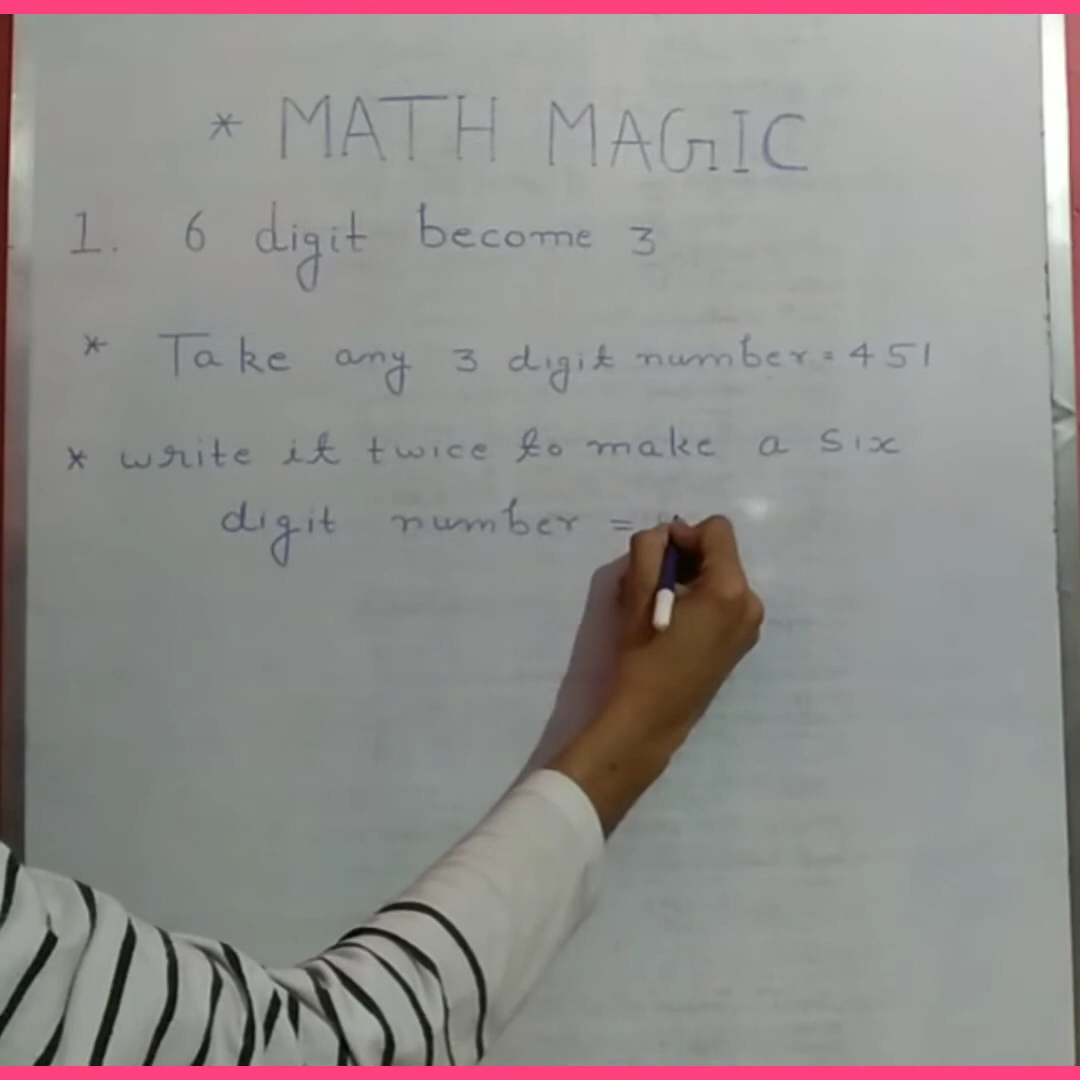 * MATH MAGIC
1. 6 digit become 3
* Take any 3 digit number = 451
* write it twice to make a six
digit number =